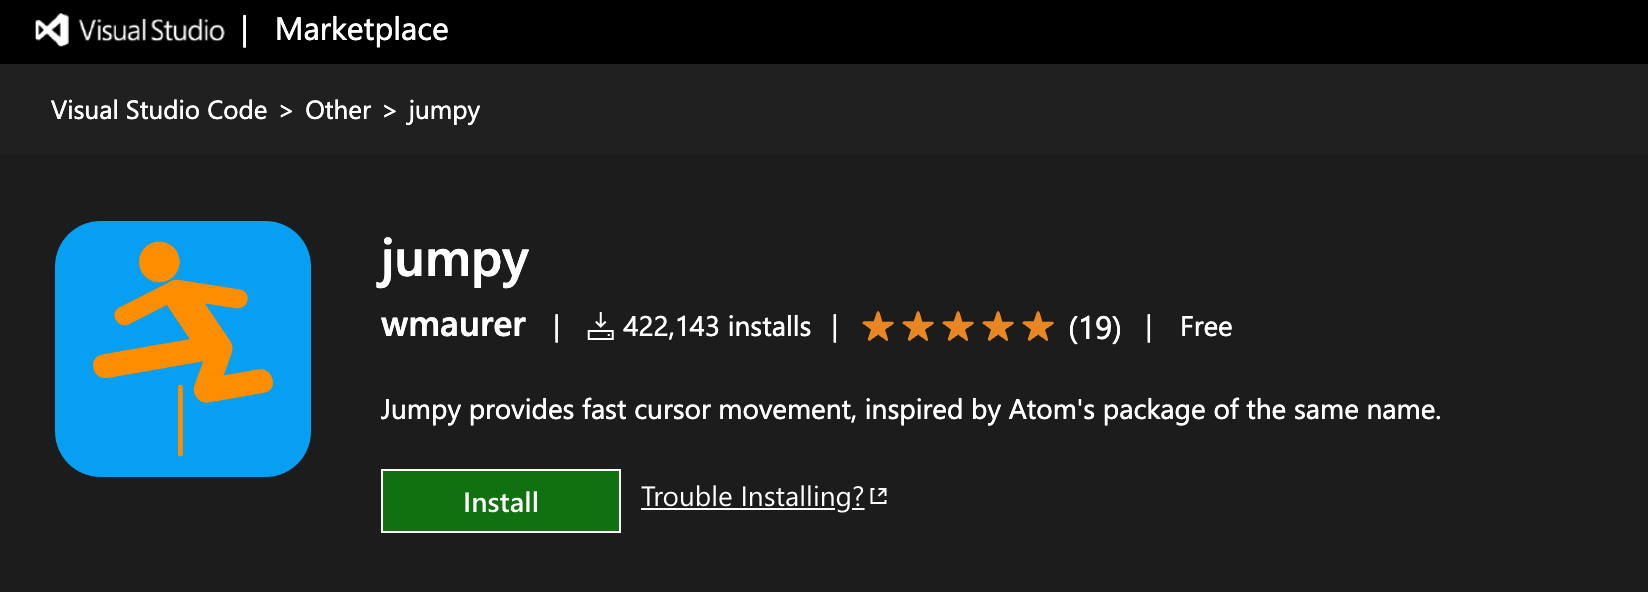 Visual Studio | Marketplace
Visual Studio Code > Other > jumpy
jumpy
wmaurer | 422,143 installs | (19) | Free
Jumpy provides fast cursor movement, inspired by Atom's package of the same name.
Install Trouble Installing?